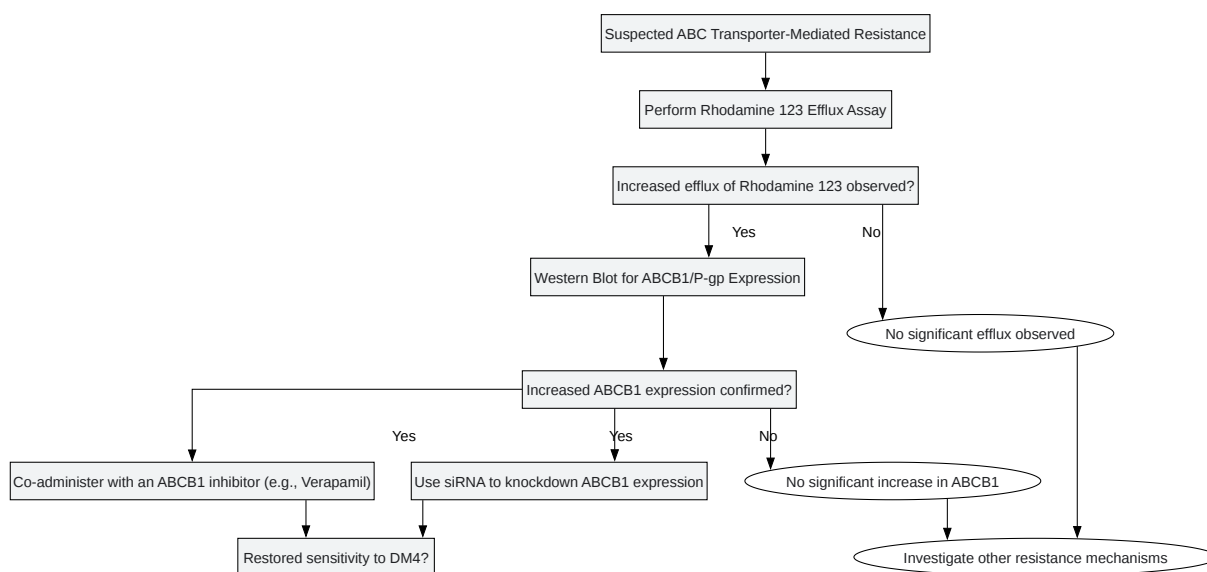 Suspected ABC Transporter-Mediated Resistance
Perform Rhodamine 123 Efflux Assay
Increased efflux of Rhodamine 123 observed?
Yes
No
Western Blot for ABCB1/P-gp Expression
No significant efflux observed
Increased ABCB1 expression confirmed?
Yes
Yes
No
Co-administer with an ABCB1 inhibitor (e.g., Verapamil)
Use siRNA to knockdown ABCB1 expression
No significant increase in ABCB1
Restored sensitivity to DM4?
Investigate other resistance mechanisms